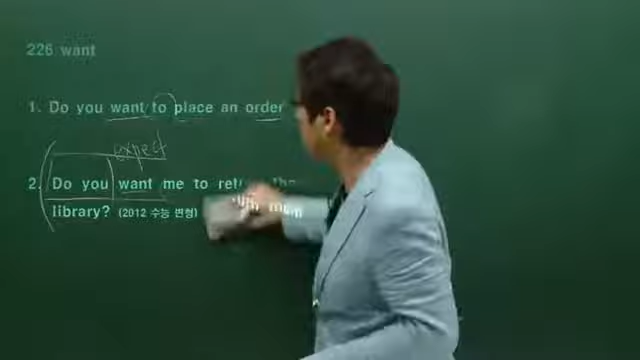 226 want
1. Do you want to place an order
expect
2. Do you want me to
library? (2012 수능 변형)